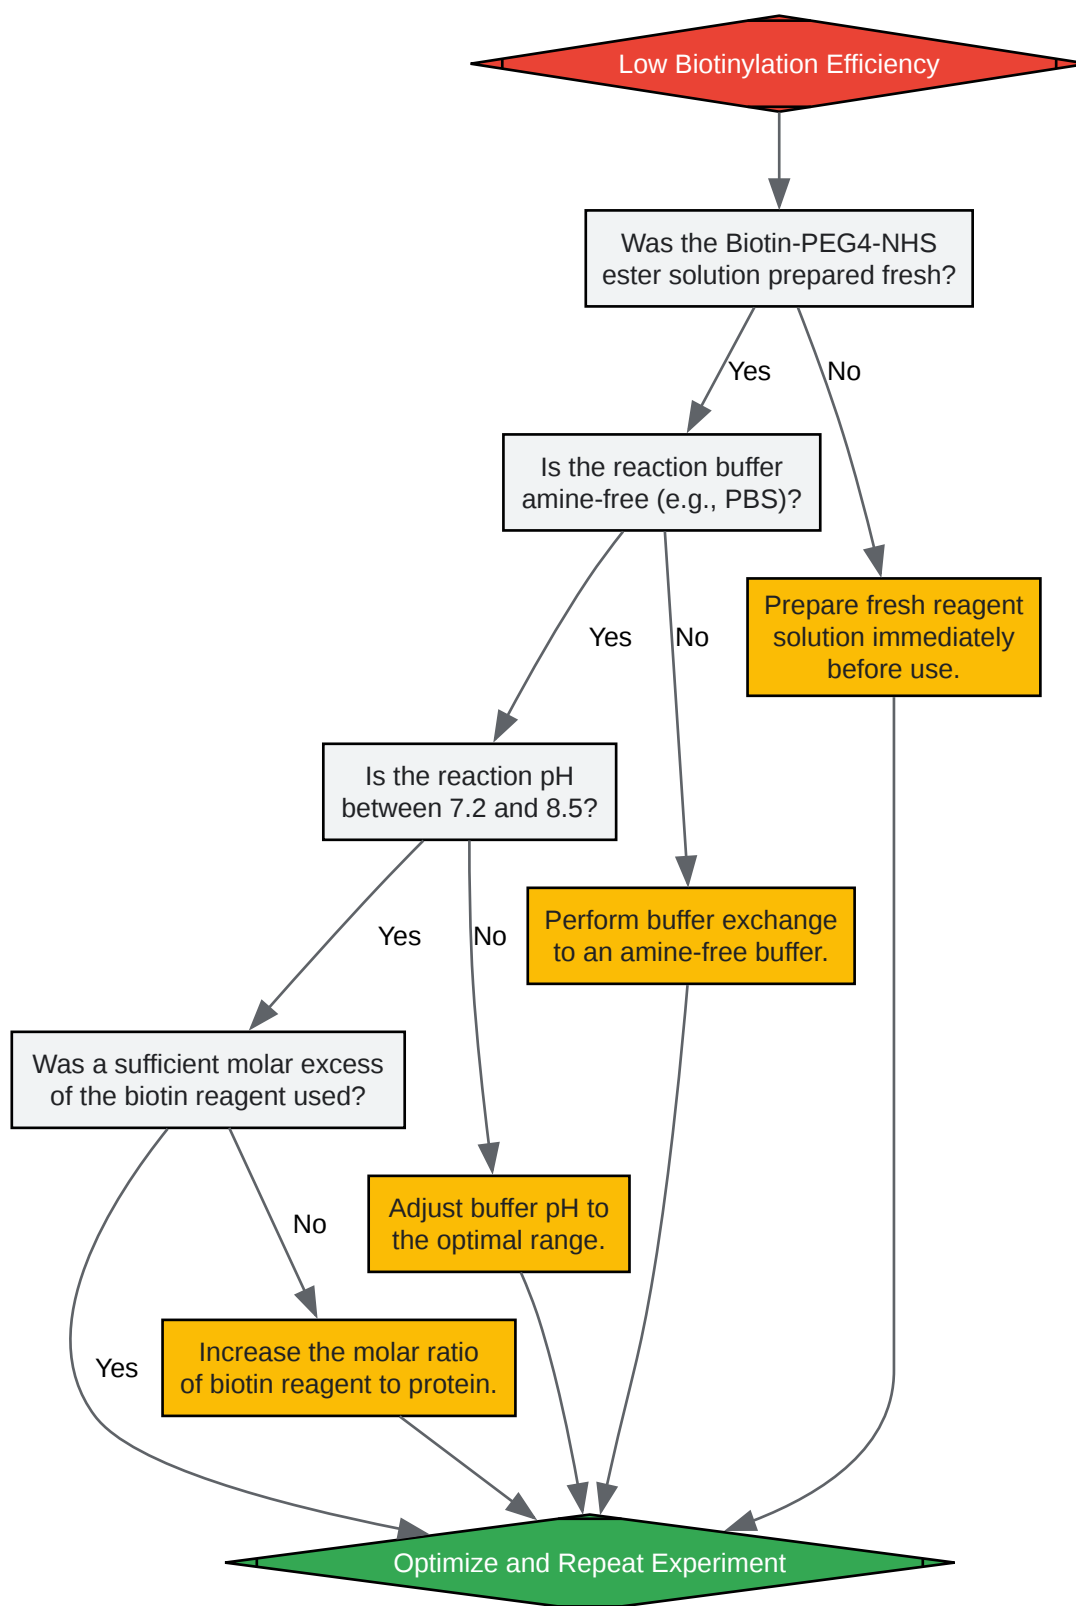 Low Biotinylation Efficiency
Was the Biotin-PEG4-NHS
ester solution prepared fresh?
Yes
No
Is the reaction buffer
amine-free (e.g., PBS)?
Prepare fresh reagent
solution immediately
before use.
Yes
No
Is the reaction pH
between 7.2 and 8.5?
Perform buffer exchange
to an amine-free buffer.
Yes
No
Was a sufficient molar excess
of the biotin reagent used?
Adjust buffer pH to
the optimal range.
No
Increase the molar ratio
of biotin reagent to protein.
Yes
Optimize and Repeat Experiment